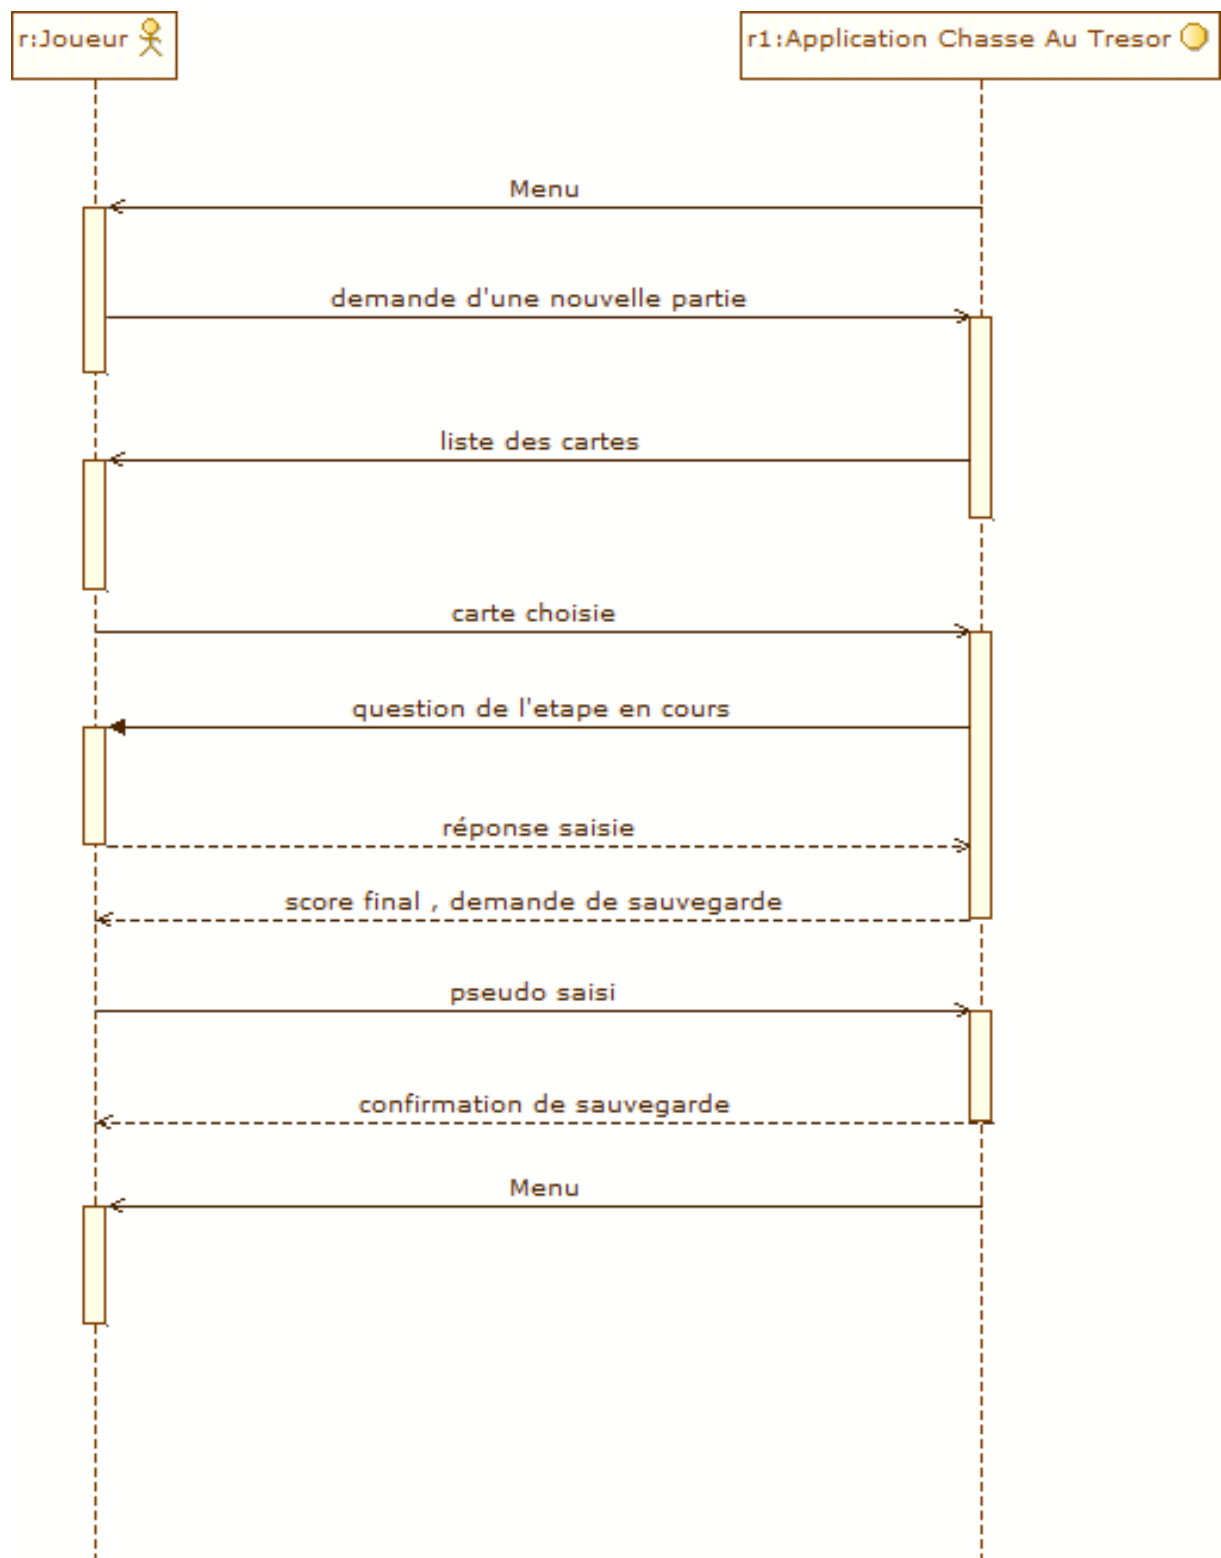 r:Joueur
r1:Application Chasse Au Tresor
Menu
demande d'une nouvelle partie
liste des cartes
carte choisie
question de l'etape en cours
réponse saisie
score final , demande de sauvegarde
pseudo saisi
confirmation de sauvegarde
Menu